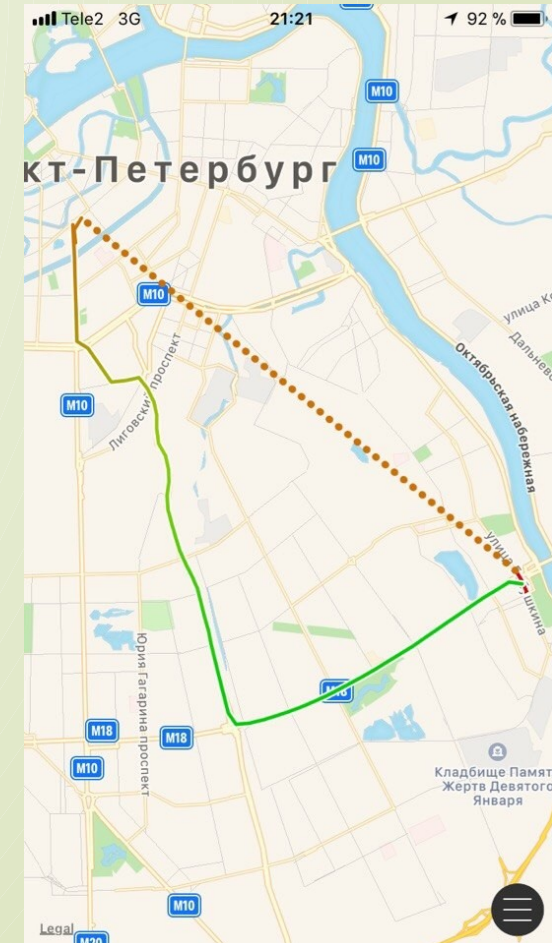 Tele2 3G 21:21 92 %
M10
M10
кт-Петербург
M10
улица
Дальнев
M10
Лиговский проспект
Октябрьская набережная
улица
шкина
Юрия Гагарина проспект
M18
M18
M18
M10
Кладбище Памят
Жертв Девятого
Января
M10
Legal
M20